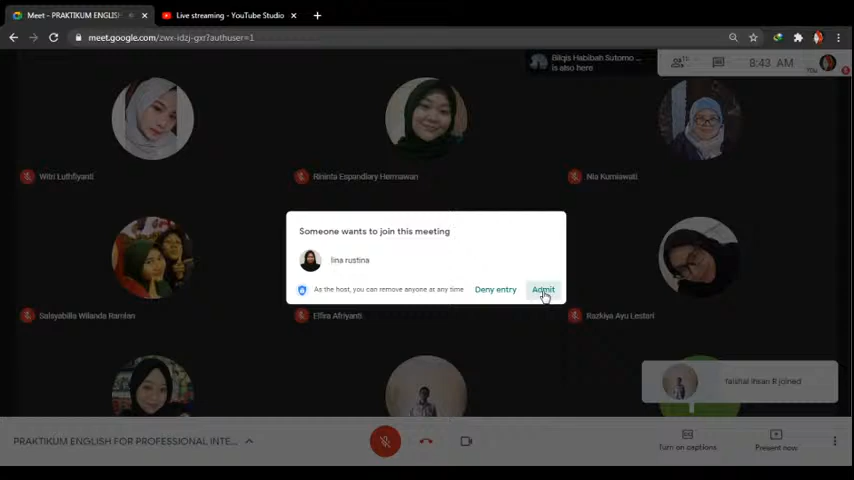 Meet - PRAKTIKUM ENGLISH
Live streaming - YouTube Studio
meet.google.com/zwx-idzj-gxr?authuser=1
Bilqis Habibah Sutomo ...
is also here
8:43 AM
YOU
Witri Luthfiyanti
Rininta Espandiary Hermawan
Nia Kurniawati
Someone wants to join this meeting
lina rustina
As the host, you can remove anyone at any time
Deny entry
Admit
Salsyabilla Wilanda Ramlan
Elfira Afriyanti
Razkiya Ayu Lestari
faishal ihsan R joined
PRAKTIKUM ENGLISH FOR PROFESSIONAL INTE...
Turn on captions
Present now